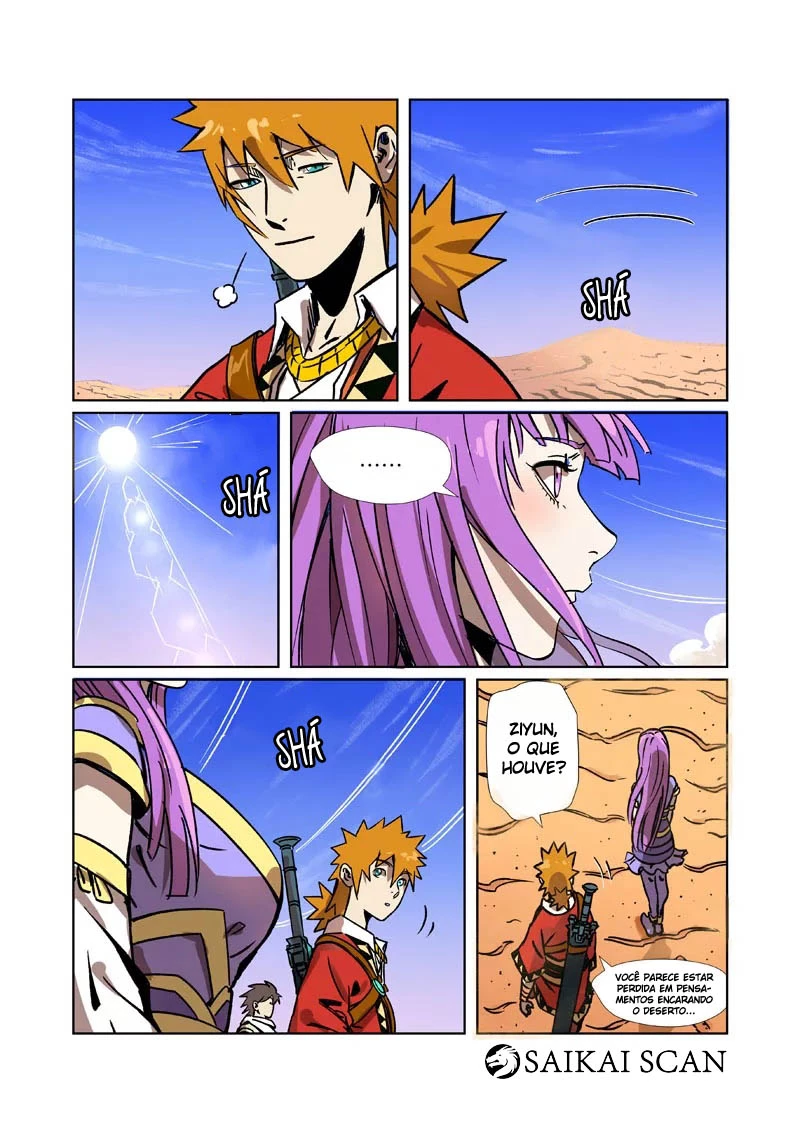 SHÁ
SHÁ
......
SHÁ
ZIYUN,
O QUE
HOUVE?
VOCÊ PARECE ESTAR
PERDIDA EM PENSA-
MENTOS ENCARANDO
O DESERTO...
SAIKAI SCAN